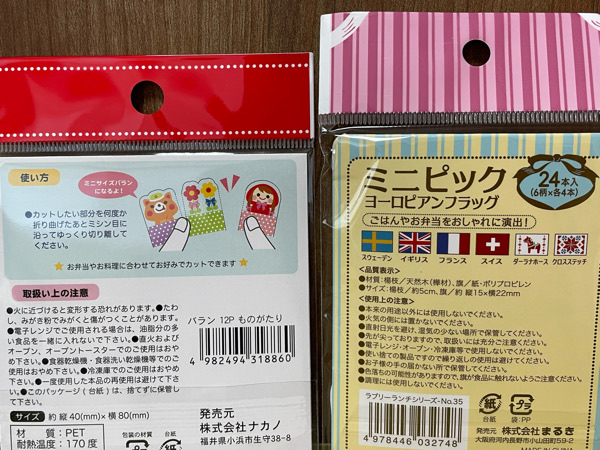 使い方
ミニサイズバラン
になるよ!
●カットしたい部分を何度か
折り曲げたあとミシン目に
沿ってゆっくり切り離して
ください。
★お弁当やお料理に合わせてお好みでカットできます★
取扱い上の注意
●火に近づけると変形する恐れがあります。●たわ
し、みがき粉でみがくと傷がつくことがあります。
●電子レンジでご使用される場合は、油脂分の多
い食品を一緒に入れないで下さい。●直火および
オーブン、オーブントースターでのご使用はおや
め下さい。●食器乾燥機・食器洗い乾燥機等でのご
使用はおやめ下さい。●冷凍庫でのご使用はおや
め下さい。●一度使用した本品の再使用は避けて下
さい。●このパッケージ(台紙)は、捨てずに保管し
て下さい。
サイズ 約 縦40(mm)×横80(mm)
材質:PET
耐熱温度:170度
バラン 12P ものがたり
4 982494 318860
発売元
株式会社ナカノ
福井県小浜市生守38-8
包装の材質
台紙
ミニピック
ヨーロピアンフラッグ
24本入
(6柄×各4本)
ごはんやお弁当をおしゃれに演出!
スウェーデン イギリス フランス スイス ダーラナホース クロスステッチ
<品質表示>
●材質:楊枝/天然木(棒材)、旗/紙・ポリプロピレン
●サイズ:楊枝/約5cm、旗/約 縦15×横22mm
<使用上の注意>
●本来の用途以外には使用しないでください。
●火気の側には置かないでください。
●直射日光を避け、湿気の少ない場所で保管してください。
●先が尖っておりますので、取扱いには充分ご注意ください。
●電子レンジ・オーブン・冷凍庫等で使用しないでください。
●使い捨ての製品ですので繰り返しの使用は避けてください。
●お子様の手の届かない所で保管してください。
●色落ちの可能性がありますため、旗が食品に触れないようご注意ください。
●調理には使用しないでください。
ラブリーランチシリーズ-No.35
4 978446 032748
紙
台紙
プラ
袋:PP
発売元
株式会社まるき
大阪府河内長野市小山田町59-2
MADE IN CHINA